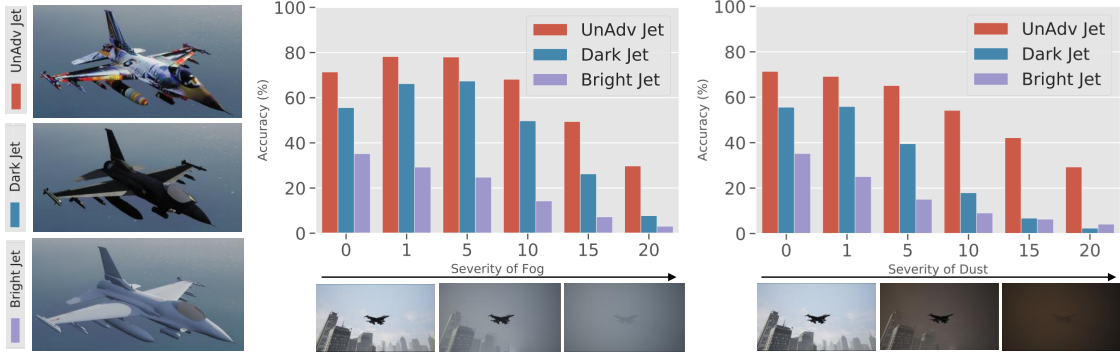 UnAdv Jet
Dark Jet
Bright Jet
Accuracy (%)
100
80
60
40
20
0
UnAdv Jet
Dark Jet
Bright Jet
0 1 5 10 15 20
Severity of Fog
Accuracy (%)
100
80
60
40
20
0
UnAdv Jet
Dark Jet
Bright Jet
0 1 5 10 15 20
Severity of Dust